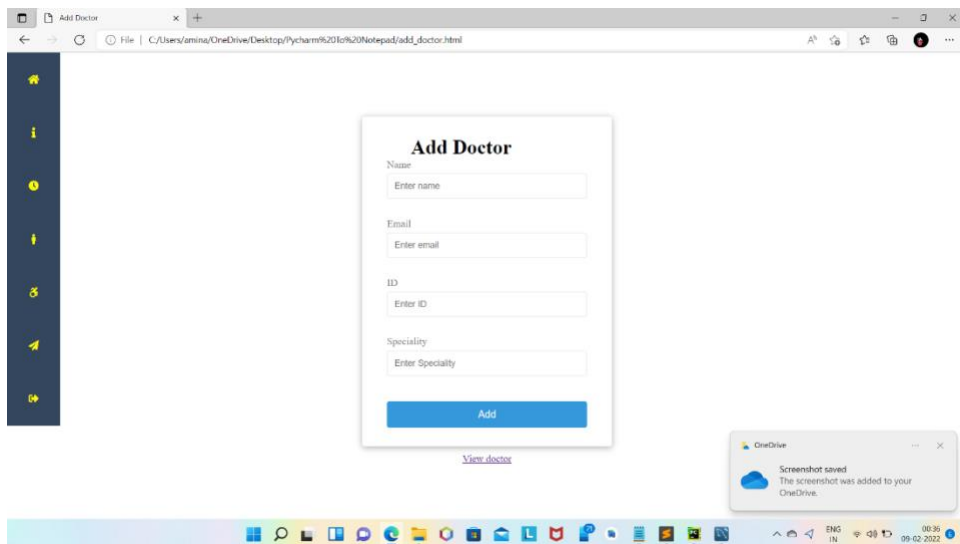 Add Doctor
File | C:/Users/amina/OneDrive/Desktop/Pycharm%20To%20Notepad/add_doctor.html
Add Doctor
Name
Enter name
Email
Enter email
ID
Enter ID
Speciality
Enter Speciality
Add
View doctor
OneDrive
Screenshot saved
The screenshot was added to your
OneDrive.
ENG
IN
00:36
09-02-2022